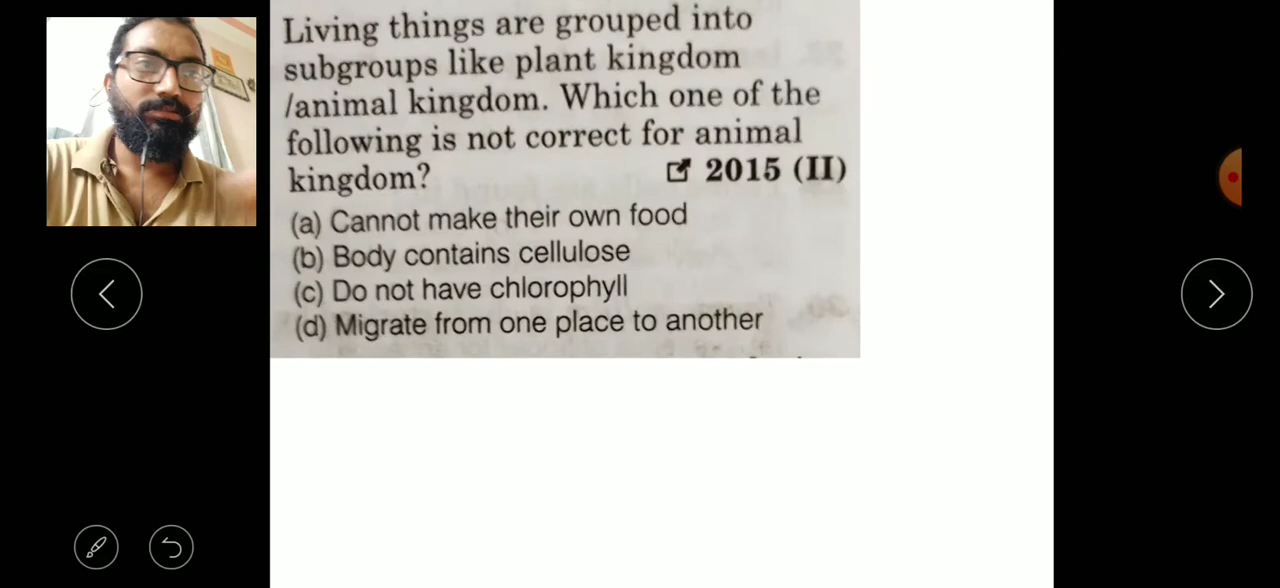 Living things are grouped into
subgroups like plant kingdom
/animal kingdom. Which one of the
following is not correct for animal
kingdom? 2015 (II)
(a) Cannot make their own food
(b) Body contains cellulose
(c) Do not have chlorophyll
(d) Migrate from one place to another